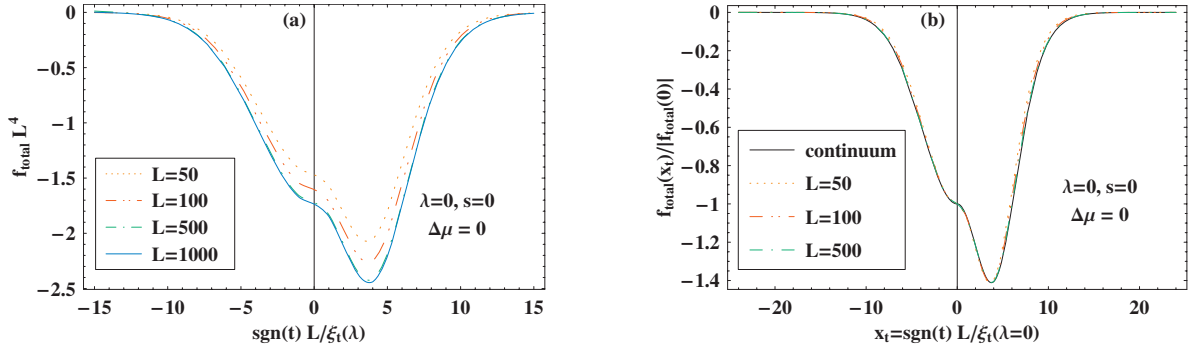 (a)
0
−0.5
−1
−1.5
−2
−2.5
f_total L^4
L=50
L=100
L=500
L=1000
λ=0, s=0
Δμ = 0
−15 −10 −5 0 5 10 15
sgn(t) L/ξ_t(λ)
(b)
0
−0.2
−0.4
−0.6
−0.8
−1
−1.2
−1.4
f_total(x_t)/|f_total(0)|
continuum
L=50
L=100
L=500
λ=0, s=0
Δμ = 0
−20 −10 0 10 20
x_t=sgn(t) L/ξ_t(λ=0)